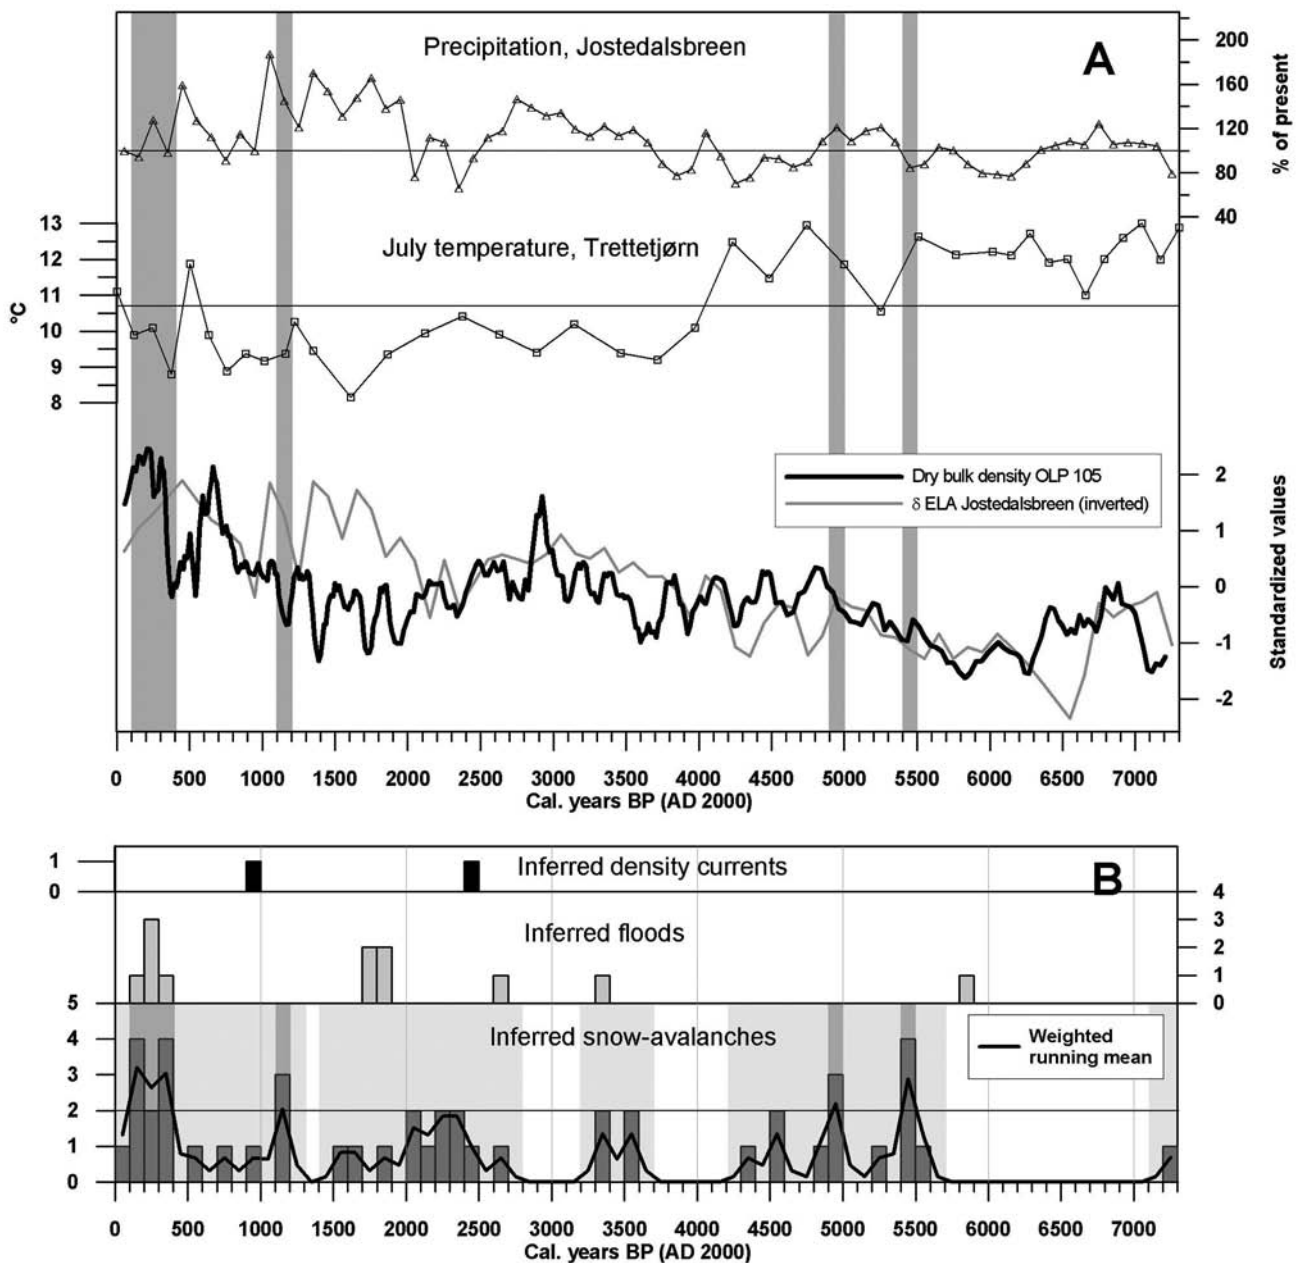 A
Precipitation, Jostedalsbreen
200
160
120
80
40
% of present
July temperature, Trettetjørn
13
12
11
10
9
8
°C
Dry bulk density OLP 105
δ ELA Jostedalsbreen (inverted)
2
1
0
-1
-2
Standardized values
0 500 1000 1500 2000 2500 3000 3500 4000 4500 5000 5500 6000 6500 7000
Cal. years BP (AD 2000)
B
Inferred density currents
1
0
Inferred floods
4
3
2
1
0
Inferred snow-avalanches
5
4
3
2
1
0
Weighted
running mean
0 500 1000 1500 2000 2500 3000 3500 4000 4500 5000 5500 6000 6500 7000
Cal. years BP (AD 2000)